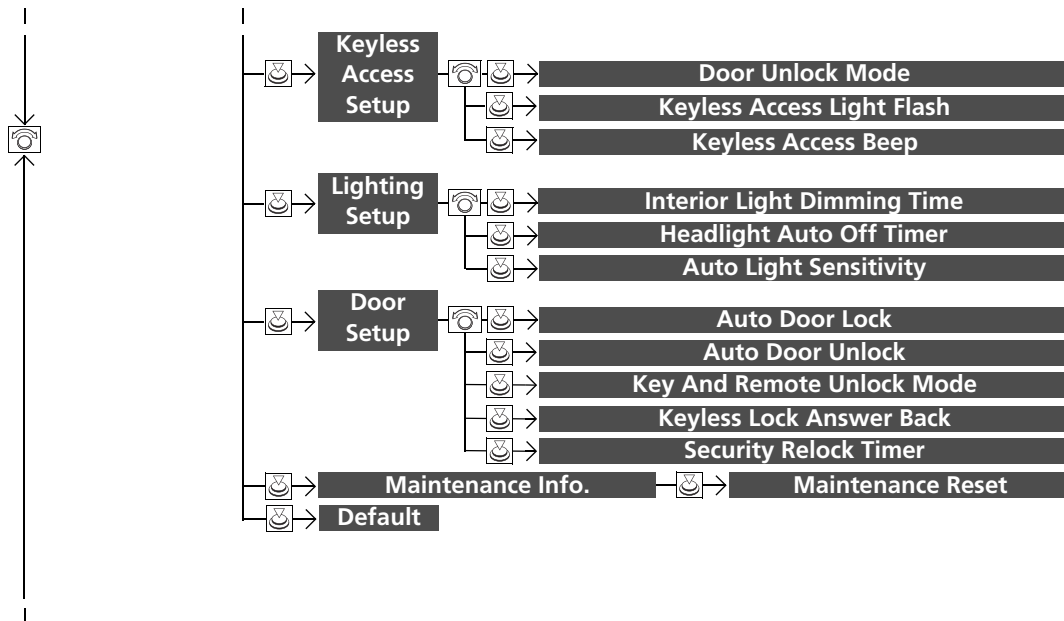 Keyless
Access
Setup
Door Unlock Mode
Keyless Access Light Flash
Keyless Access Beep
Lighting
Setup
Interior Light Dimming Time
Headlight Auto Off Timer
Auto Light Sensitivity
Door
Setup
Auto Door Lock
Auto Door Unlock
Key And Remote Unlock Mode
Keyless Lock Answer Back
Security Relock Timer
Maintenance Info.
Maintenance Reset
Default